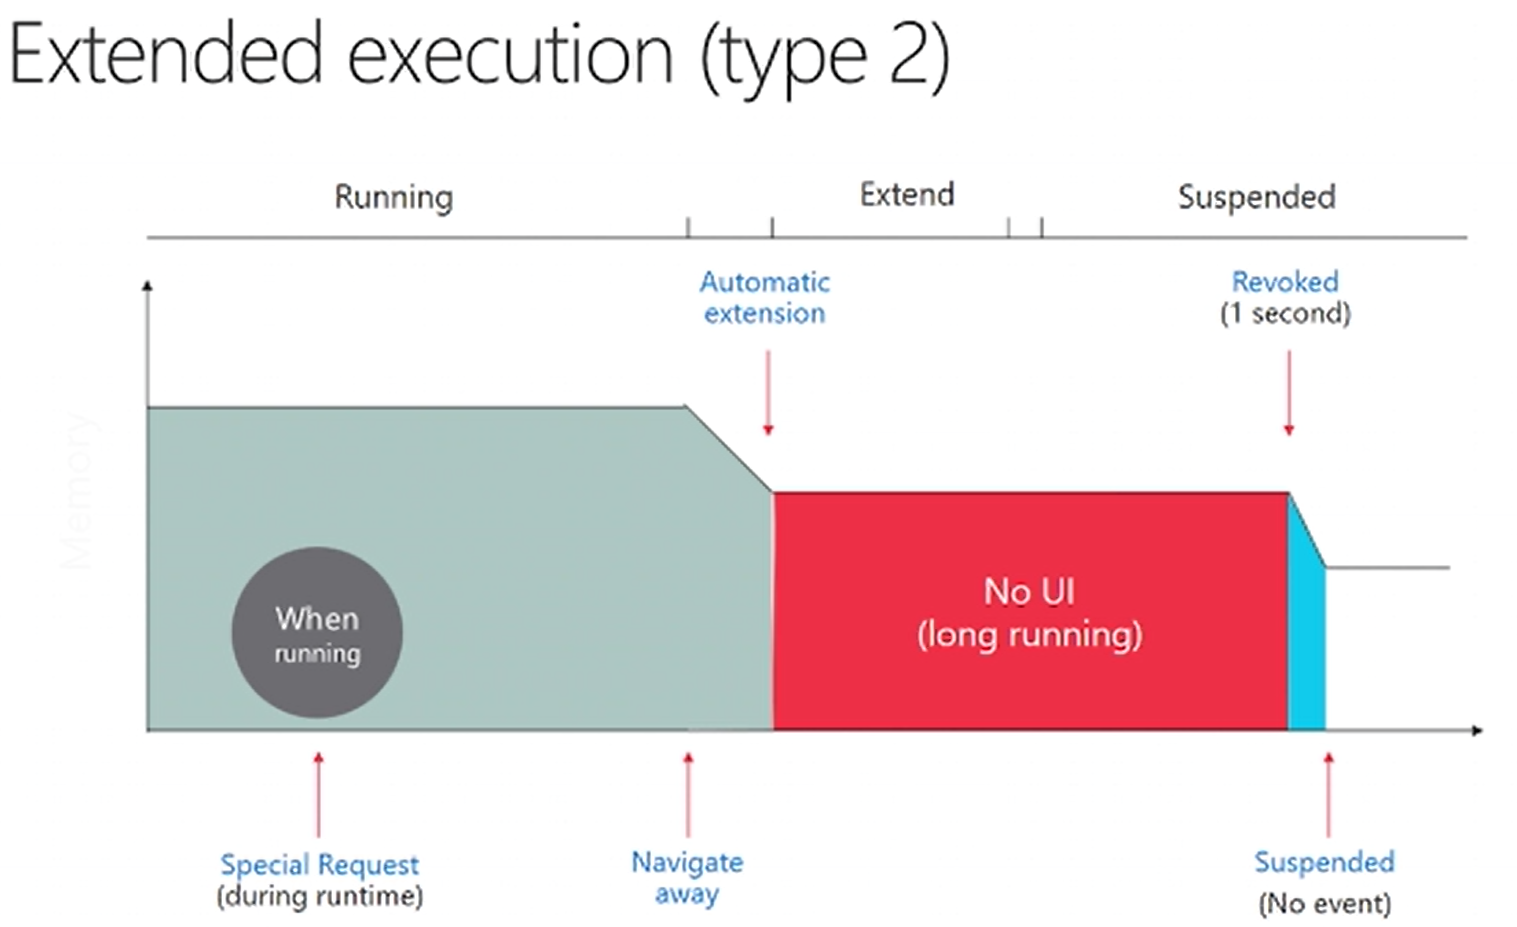 Extended execution (type 2)
Running
Extend
Suspended
Automatic
extension
Revoked
(1 second)
Memory
When
running
No UI
(long running)
Special Request
(during runtime)
Navigate
away
Suspended
(No event)